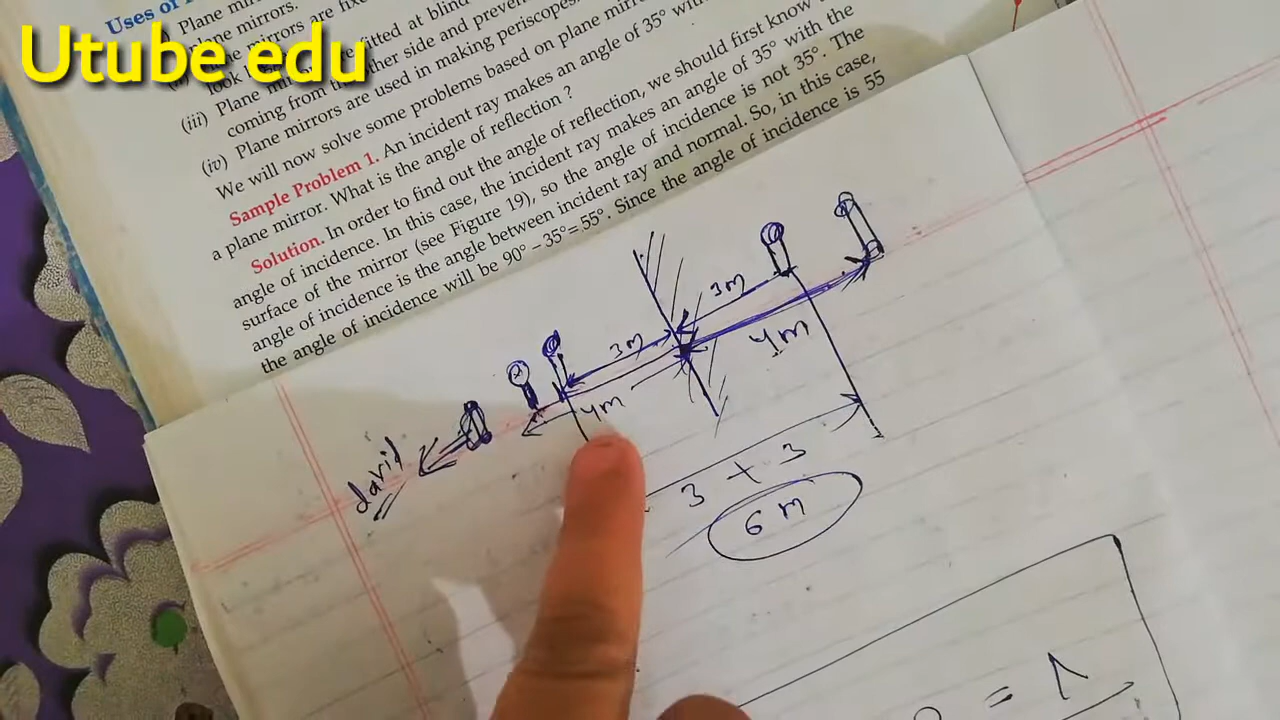 Utube edu
Uses of
Plane
plane mirrors.
mirrors are
look
(iii) Plane fitted at blind
coming from other side and
(iv) Plane mirrors are used in making periscopes.
We will now solve some problems based on plane
Sample Problem 1. An incident ray makes an angle of 35° with
a plane mirror. What is the angle of reflection ?
Solution. In order to find out the angle of reflection, we should first know
angle of incidence. In this case, the incident ray makes an angle of 35° with the
surface of the mirror (see Figure 19), so the angle of incidence is not 35°. The
angle of incidence is the angle between incident ray and normal. So, in this case,
the angle of incidence will be 90° – 35° = 55°. Since the angle of incidence is 55
3m
3m
4m
4m
david
3 + 3
6 m
=